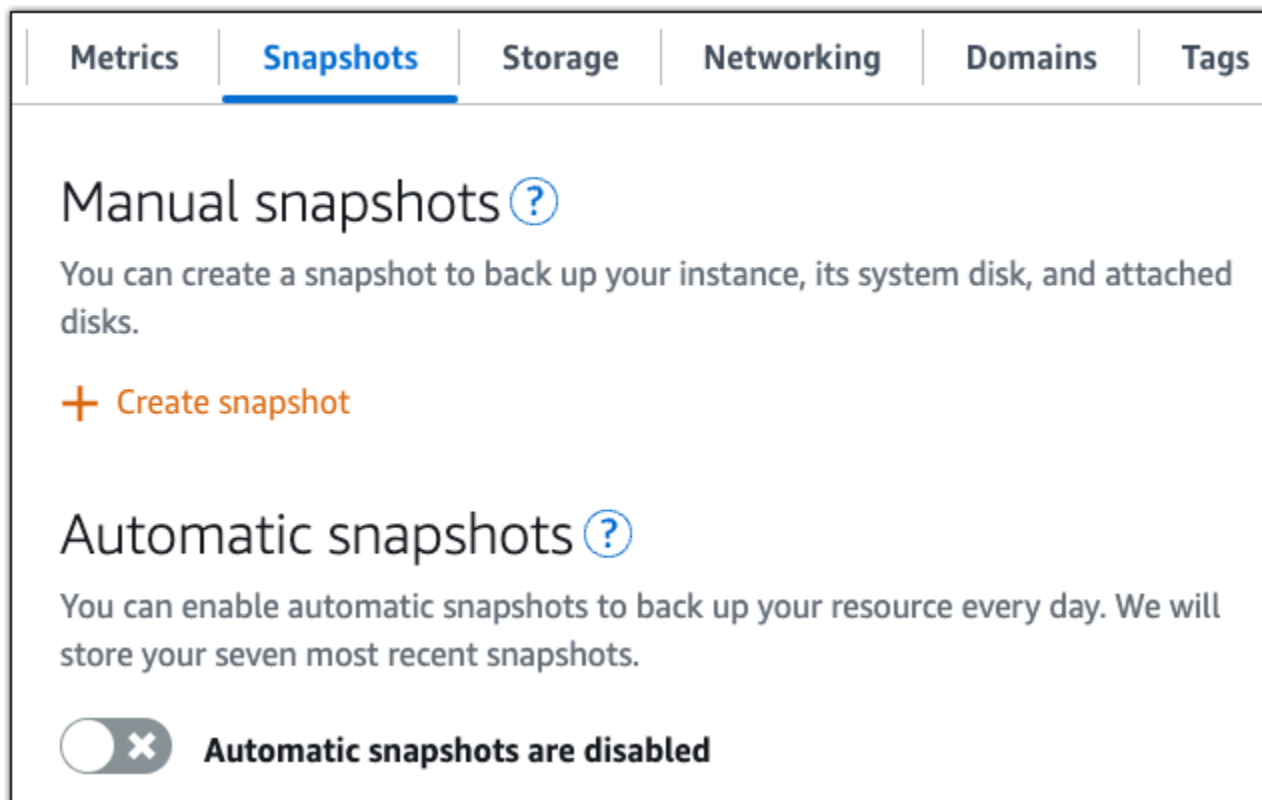 Metrics Snapshots Storage Networking Domains Tags
Manual snapshots ?
You can create a snapshot to back up your instance, its system disk, and attached
disks.
+ Create snapshot
Automatic snapshots ?
You can enable automatic snapshots to back up your resource every day. We will
store your seven most recent snapshots.
Automatic snapshots are disabled